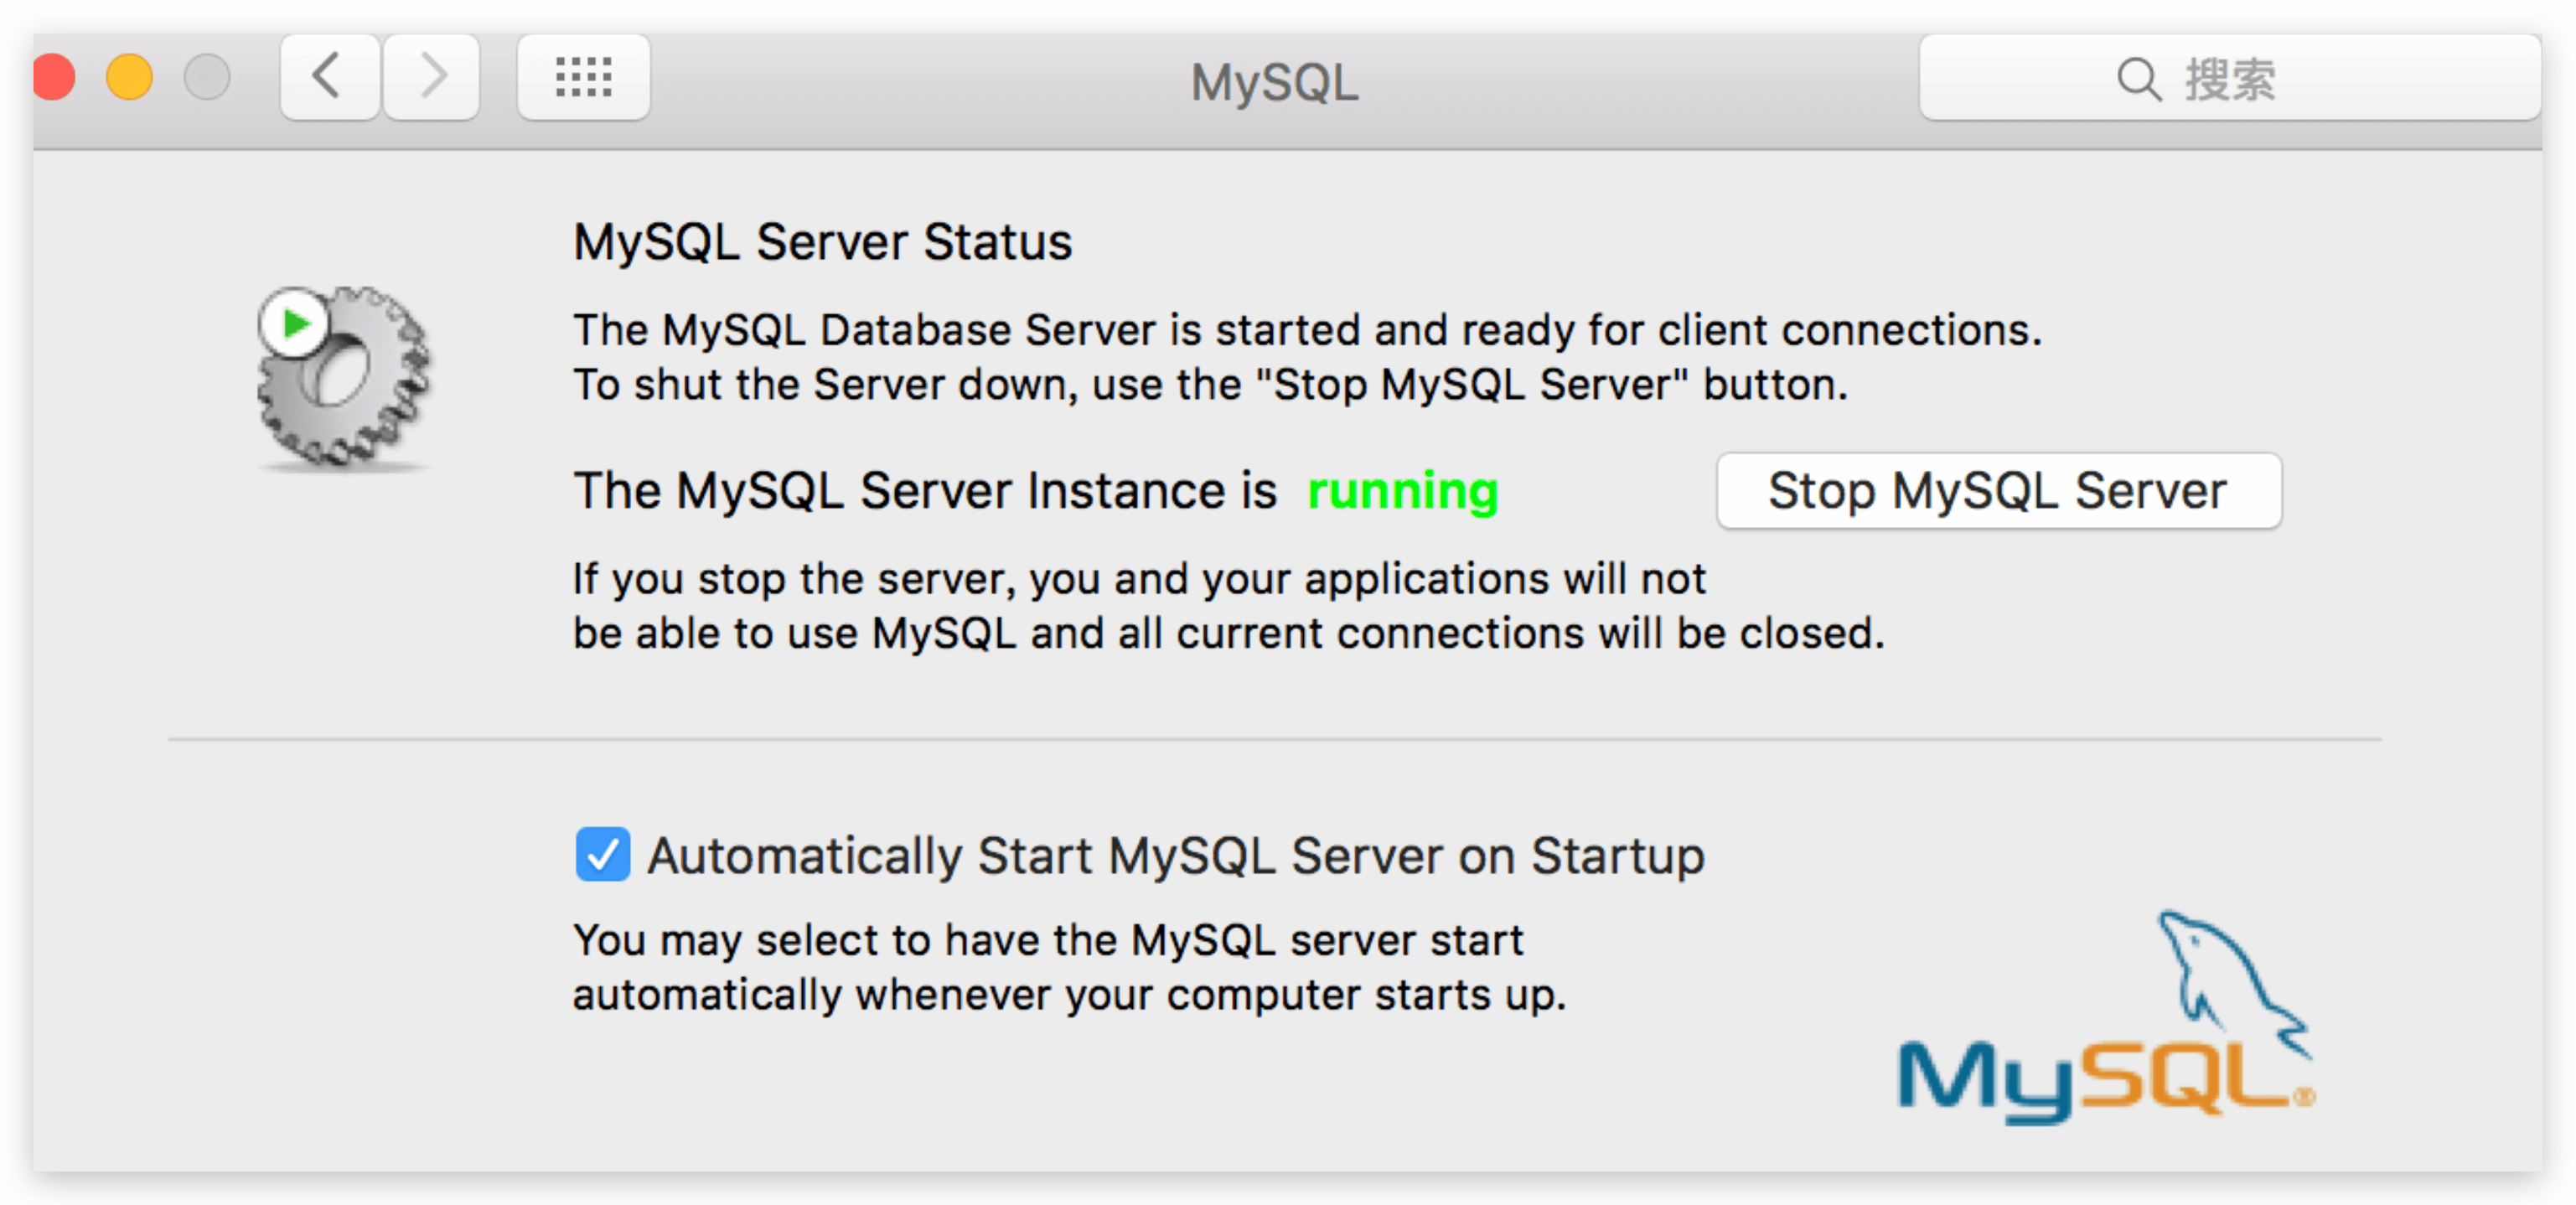 MySQL
搜索
MySQL Server Status
The MySQL Database Server is started and ready for client connections.
To shut the Server down, use the "Stop MySQL Server" button.
The MySQL Server Instance is running
Stop MySQL Server
If you stop the server, you and your applications will not
be able to use MySQL and all current connections will be closed.
Automatically Start MySQL Server on Startup
You may select to have the MySQL server start
automatically whenever your computer starts up.
MySQL®